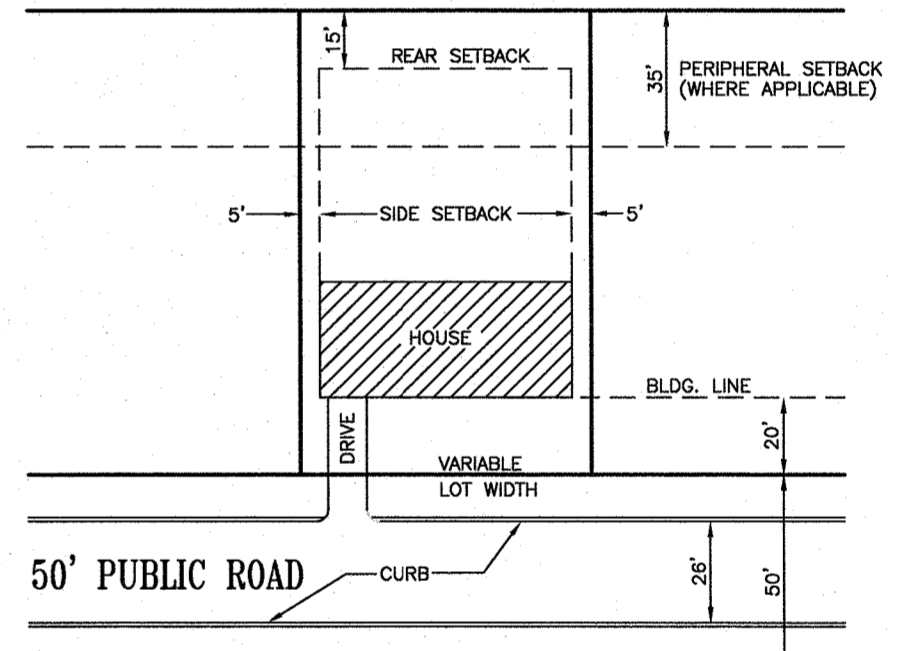 15'
REAR SETBACK
35'
PERIPHERAL SETBACK
(WHERE APPLICABLE)
5'
SIDE SETBACK
5'
HOUSE
BLDG. LINE
DRIVE
20'
VARIABLE
LOT WIDTH
50' PUBLIC ROAD
CURB
26'
50'